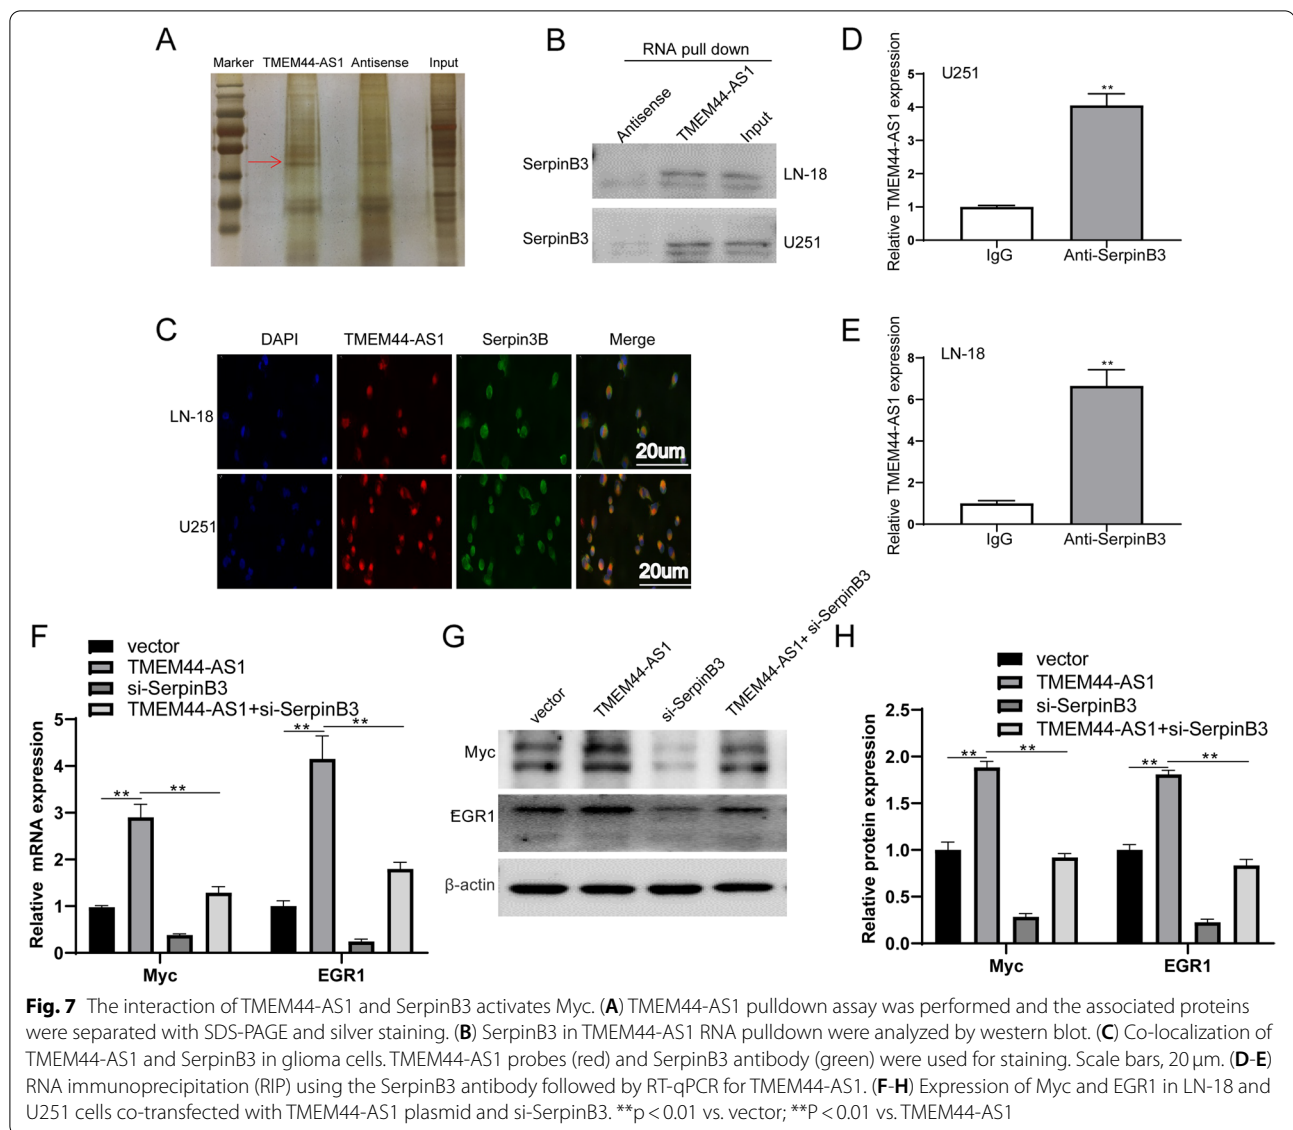 A
Marker TMEM44-AS1 Antisense Input
B
RNA pull down
Antisense TMEM44-AS1 Input
SerpinB3 LN-18
SerpinB3 U251
C
DAPI TMEM44-AS1 Serpin3B Merge
LN-18
20um
U251
20um
D
U251
Relative TMEM44-AS1 expression
5
4
3
2
1
0
**
IgG Anti-SerpinB3
E
LN-18
Relative TMEM44-AS1 expression
8
6
4
2
0
**
IgG Anti-SerpinB3
F
vector
TMEM44-AS1
si-SerpinB3
TMEM44-AS1+si-SerpinB3
Relative mRNA expression
5
4
3
2
1
0
** ** ** **
Myc EGR1
G
vector TMEM44-AS1 si-SerpinB3 TMEM44-AS1+ si-SerpinB3
Myc
EGR1
β-actin
H
vector
TMEM44-AS1
si-SerpinB3
TMEM44-AS1+si-SerpinB3
Relative protein expression
2.5
2.0
1.5
1.0
0.5
0.0
** ** ** **
Myc EGR1
Fig. 7 The interaction of TMEM44-AS1 and SerpinB3 activates Myc. (A) TMEM44-AS1 pulldown assay was performed and the associated proteins
were separated with SDS-PAGE and silver staining. (B) SerpinB3 in TMEM44-AS1 RNA pulldown were analyzed by western blot. (C) Co-localization of
TMEM44-AS1 and SerpinB3 in glioma cells. TMEM44-AS1 probes (red) and SerpinB3 antibody (green) were used for staining. Scale bars, 20 μm. (D-E)
RNA immunoprecipitation (RIP) using the SerpinB3 antibody followed by RT-qPCR for TMEM44-AS1. (F-H) Expression of Myc and EGR1 in LN-18 and
U251 cells co-transfected with TMEM44-AS1 plasmid and si-SerpinB3. **p < 0.01 vs. vector; **P < 0.01 vs. TMEM44-AS1